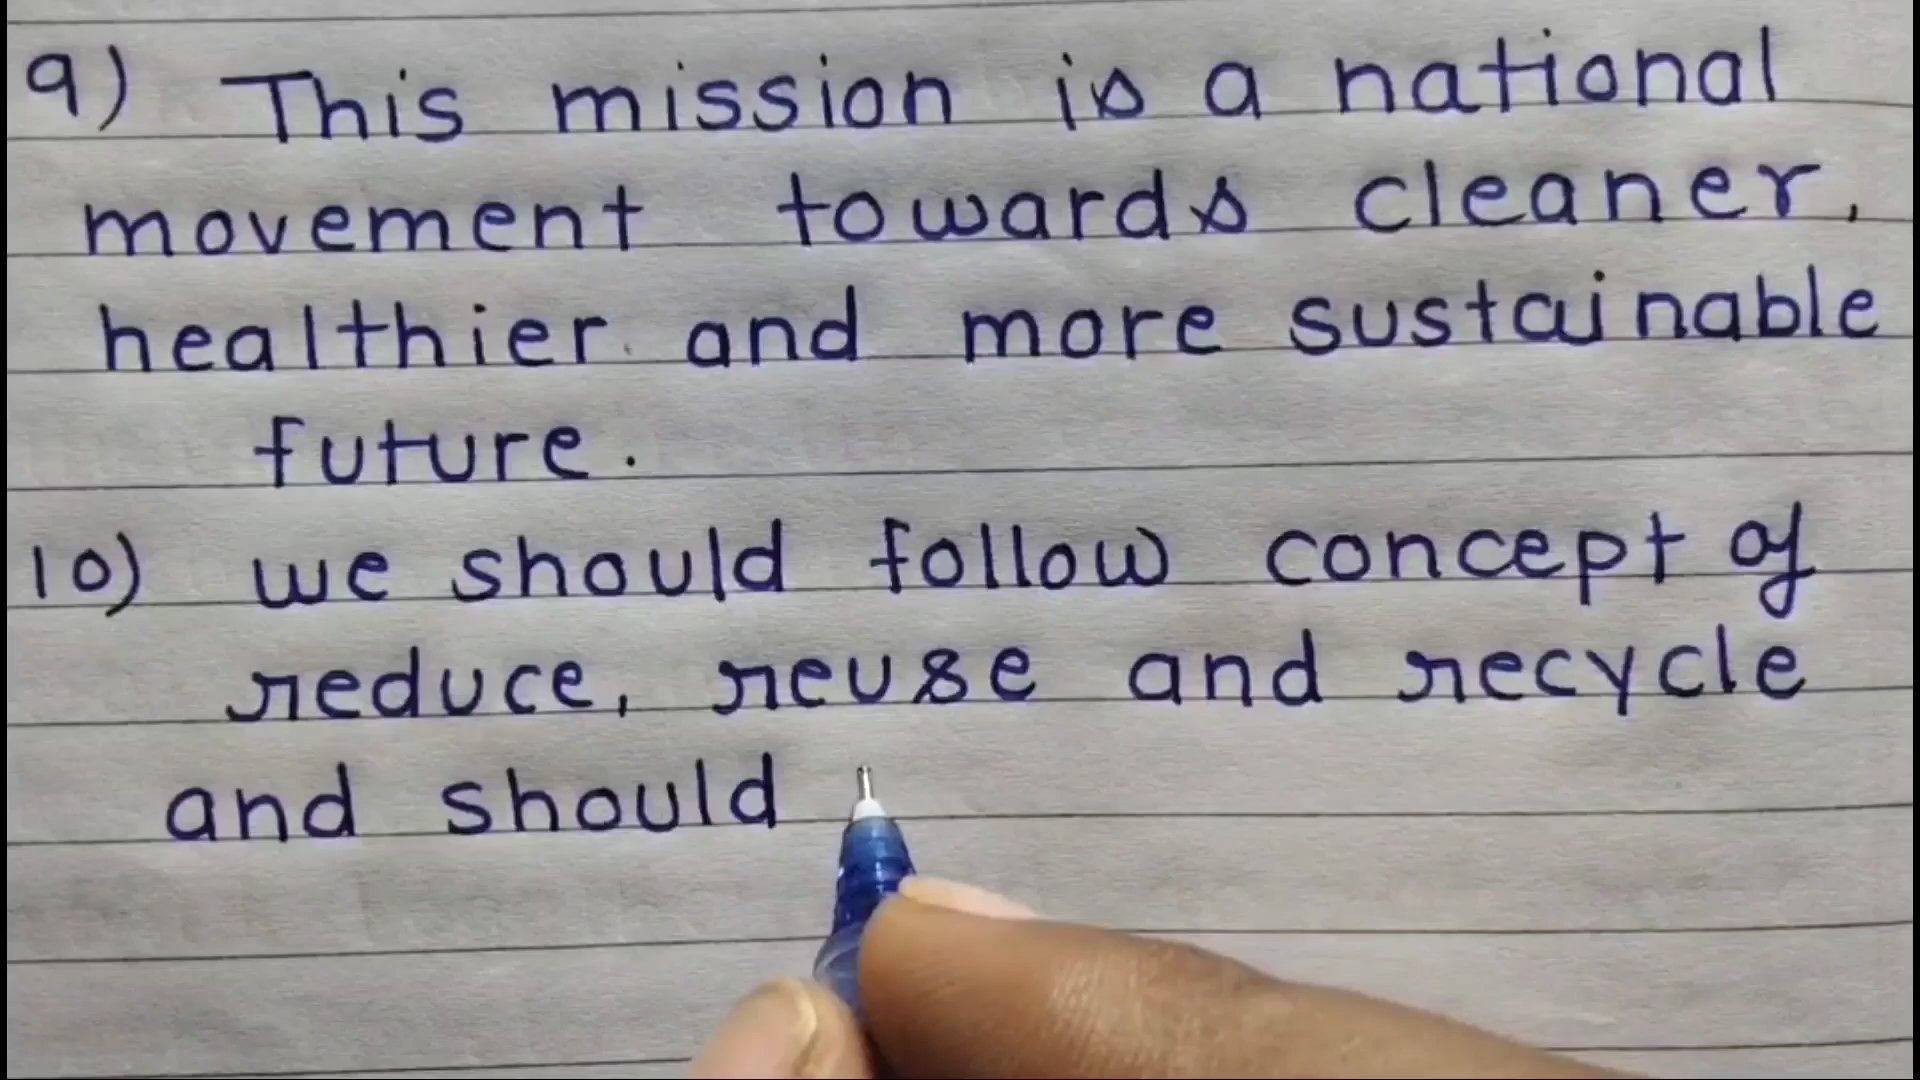 9) This mission is a national
movement towards cleaner,
healthier and more sustainable
future.
10) we should follow concept of
reduce, reuse and recycle
and should